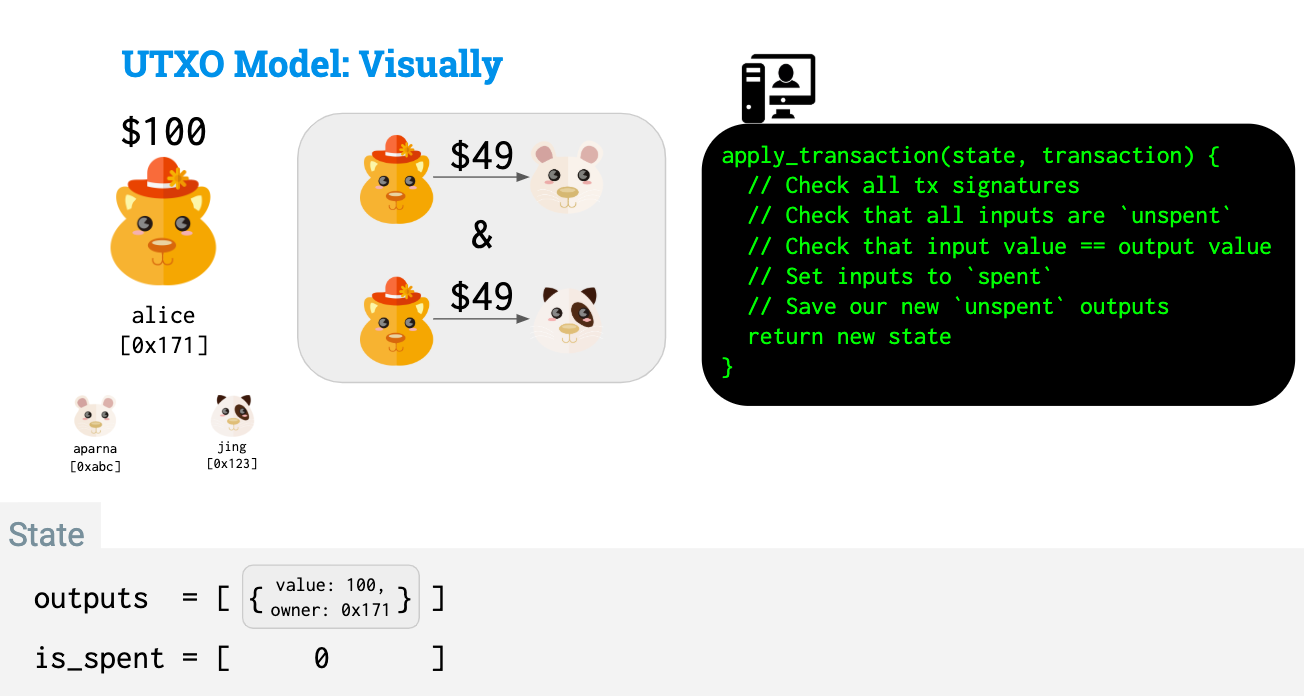 UTXO Model: Visually
$100
alice
[0x171]
aparna
[0xabc]
jing
[0x123]
$49
&
$49
apply_transaction(state, transaction) {
// Check all tx signatures
// Check that all inputs are `unspent`
// Check that input value == output value
// Set inputs to `spent`
// Save our new `unspent` outputs
return new state
}
State
outputs = [ { value: 100,
owner: 0x171 } ]
is_spent = [ 0 ]